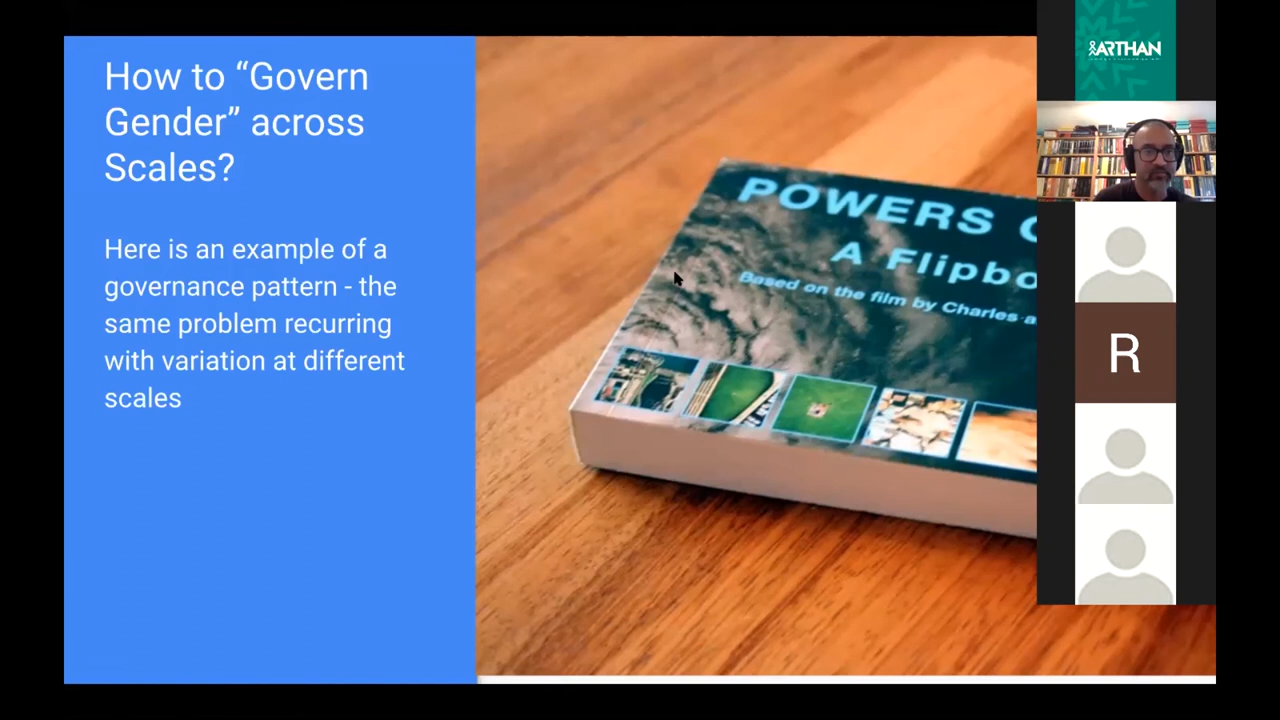 How to “Govern
Gender” across
Scales?
Here is an example of a
governance pattern - the
same problem recurring
with variation at different
scales
POWERS
A Flipbo
Based on the film by Charles a
ARTHAN
R